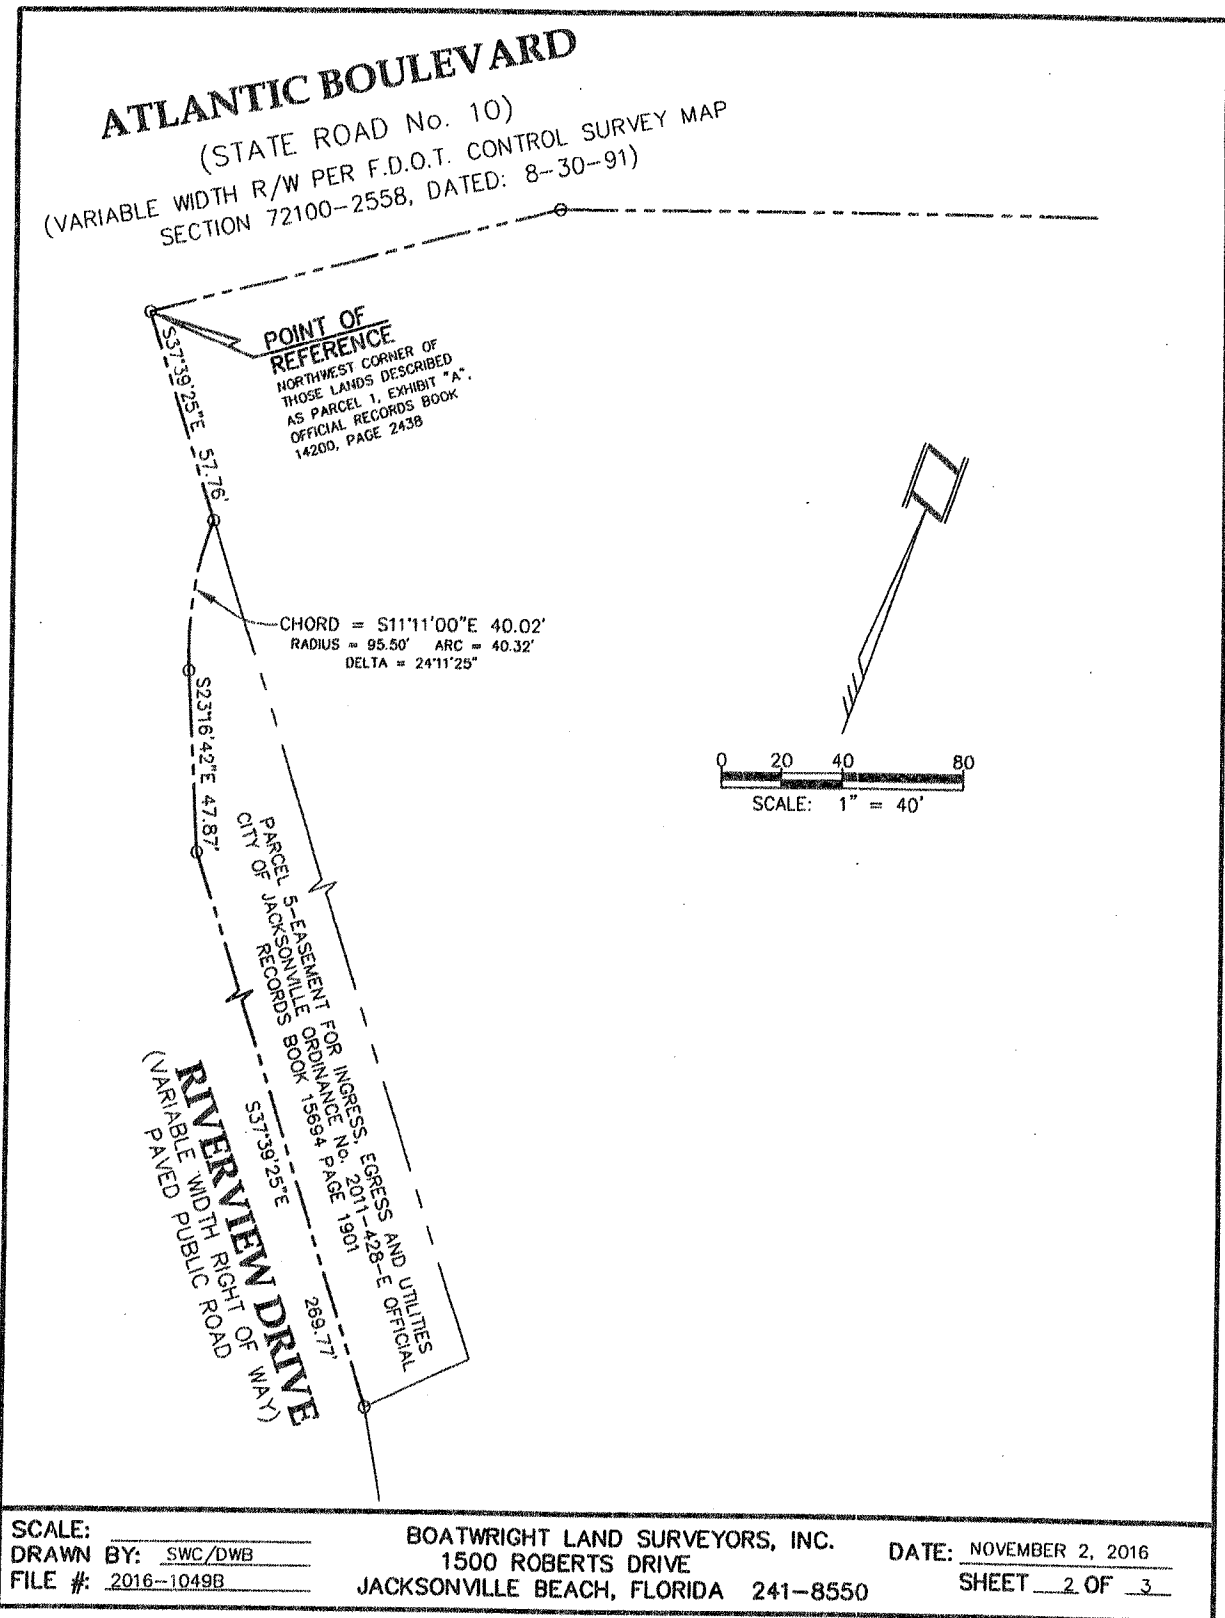 ATLANTIC BOULEVARD
(STATE ROAD No. 10)
(VARIABLE WIDTH R/W PER F.D.O.T. CONTROL SURVEY MAP
SECTION 72100-2558, DATED: 8-30-91)
POINT OF
REFERENCE
NORTHWEST CORNER OF
THOSE LANDS DESCRIBED
AS PARCEL 1, EXHIBIT "A",
OFFICIAL RECORDS BOOK
14200, PAGE 2438
S37°39'25"E 57.76'
CHORD = S11°11'00"E 40.02'
RADIUS = 95.50' ARC = 40.32'
DELTA = 24°11'25"
S23°16'42"E 47.87'
0 20 40 80
SCALE: 1" = 40'
PARCEL 5-EASEMENT FOR INGRESS, EGRESS AND UTILITIES
CITY OF JACKSONVILLE ORDINANCE No. 2011-428-E OFFICIAL
RECORDS BOOK 15694 PAGE 1901
S37°39'25"E 269.77'
RIVERVIEW DRIVE
(VARIABLE WIDTH RIGHT OF WAY)
PAVED PUBLIC ROAD
SCALE:
DRAWN BY: SWC/DWB
FILE #: 2016-1049B
BOATWRIGHT LAND SURVEYORS, INC.
1500 ROBERTS DRIVE
JACKSONVILLE BEACH, FLORIDA 241-8550
DATE: NOVEMBER 2, 2016
SHEET 2 OF 3